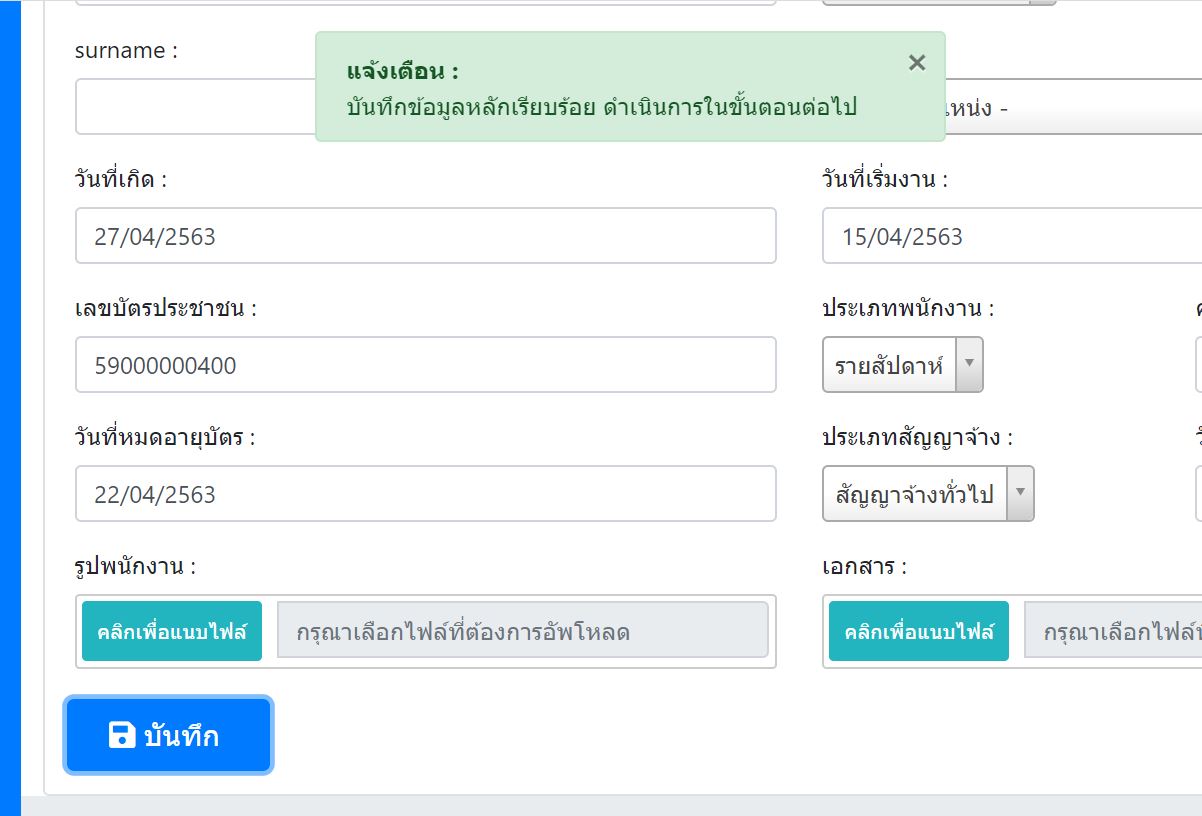 surname :
แจ้งเตือน :
×
บันทึกข้อมูลหลักเรียบร้อย ดำเนินการในขั้นตอนต่อไป
แหน่ง -
วันที่เกิด :
วันที่เริ่มงาน :
27/04/2563
15/04/2563
เลขบัตรประชาชน :
ประเภทพนักงาน :
59000000400
รายสัปดาห์
วันที่หมดอายุบัตร :
ประเภทสัญญาจ้าง :
22/04/2563
สัญญาจ้างทั่วไป
รูปพนักงาน :
เอกสาร :
คลิกเพื่อแนบไฟล์
กรุณาเลือกไฟล์ที่ต้องการอัพโหลด
คลิกเพื่อแนบไฟล์
กรุณาเลือกไฟล์
บันทึก